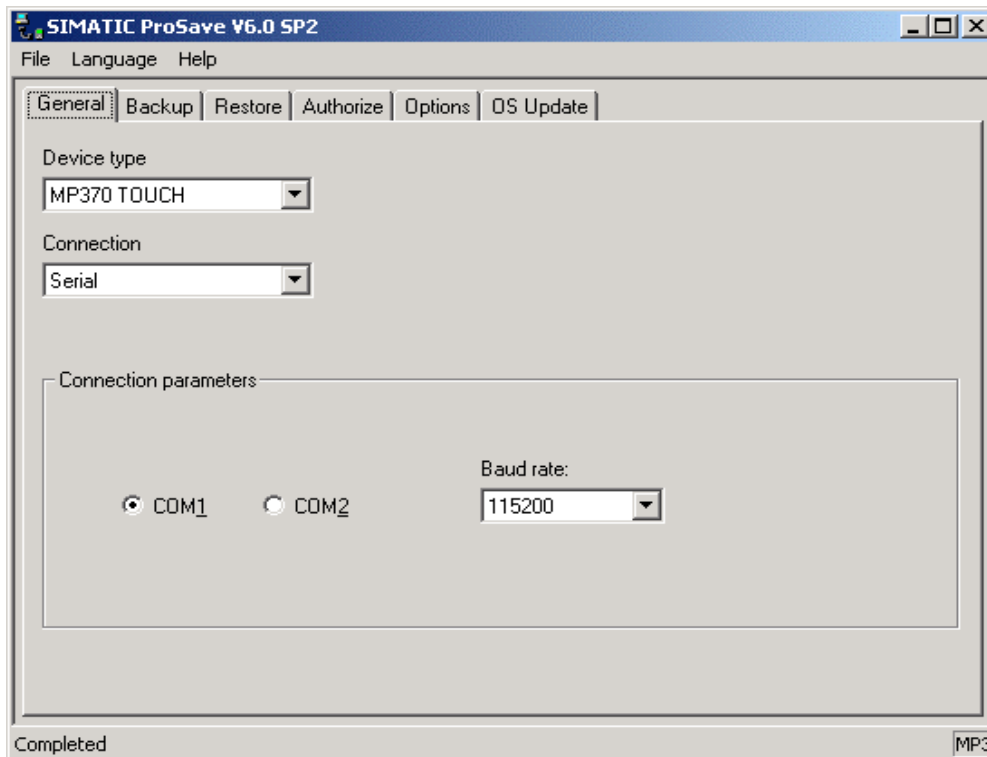 SIMATIC ProSave V6.0 SP2
File Language Help
General Backup Restore Authorize Options OS Update
Device type
MP370 TOUCH
Connection
Serial
Connection parameters
Baud rate:
COM1 COM2 115200
Completed MP3